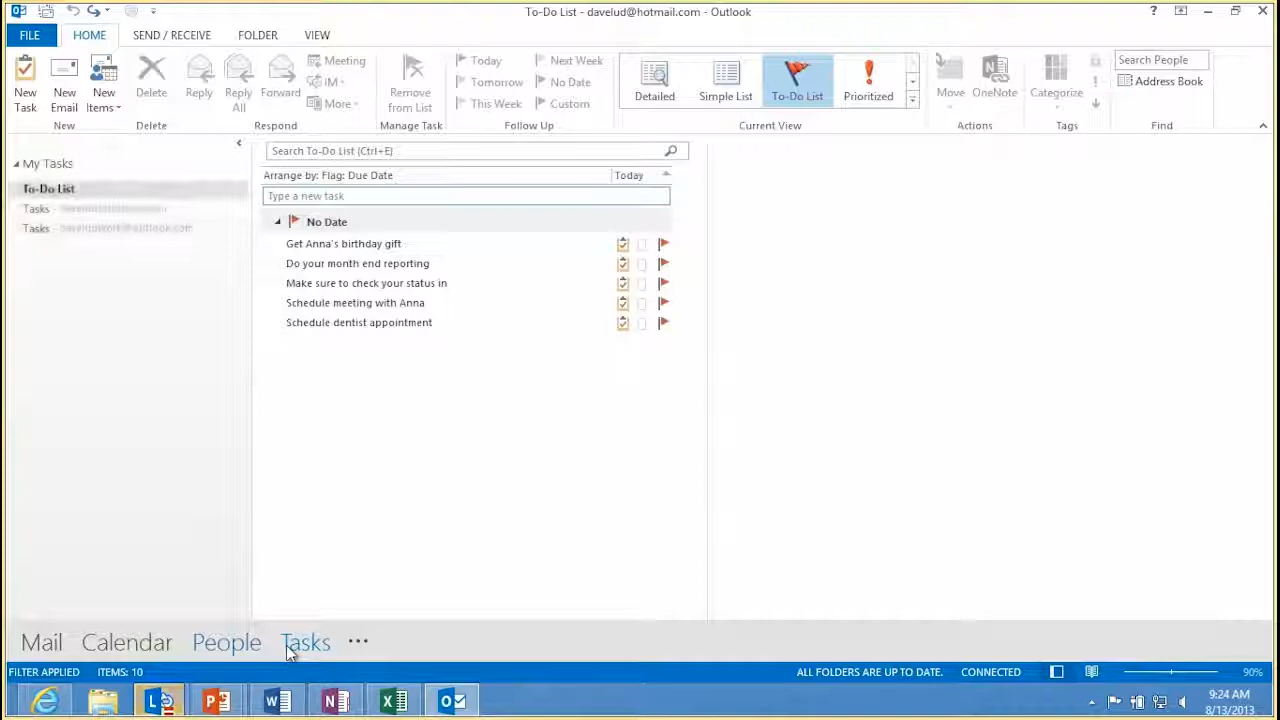 To-Do List - davelud@hotmail.com - Outlook
?
FILE HOME SEND / RECEIVE FOLDER VIEW
New Task
New Email
New Items
New
Delete
Delete
Reply
Reply All
Forward
Meeting
IM
More
Respond
Remove from List
Manage Task
Today
Tomorrow
This Week
Next Week
No Date
Custom
Follow Up
Detailed
Simple List
To-Do List
Prioritized
Current View
Move
OneNote
Actions
Categorize
Tags
Search People
Address Book
Find
My Tasks
To-Do List
Tasks -
Tasks -
Search To-Do List (Ctrl+E)
Arrange by: Flag: Due Date Today
Type a new task
No Date
Get Anna's birthday gift
Do your month end reporting
Make sure to check your status in
Schedule meeting with Anna
Schedule dentist appointment
Mail Calendar People Tasks •••
FILTER APPLIED ITEMS: 10 ALL FOLDERS ARE UP TO DATE. CONNECTED 90%
9:24 AM
8/13/2013